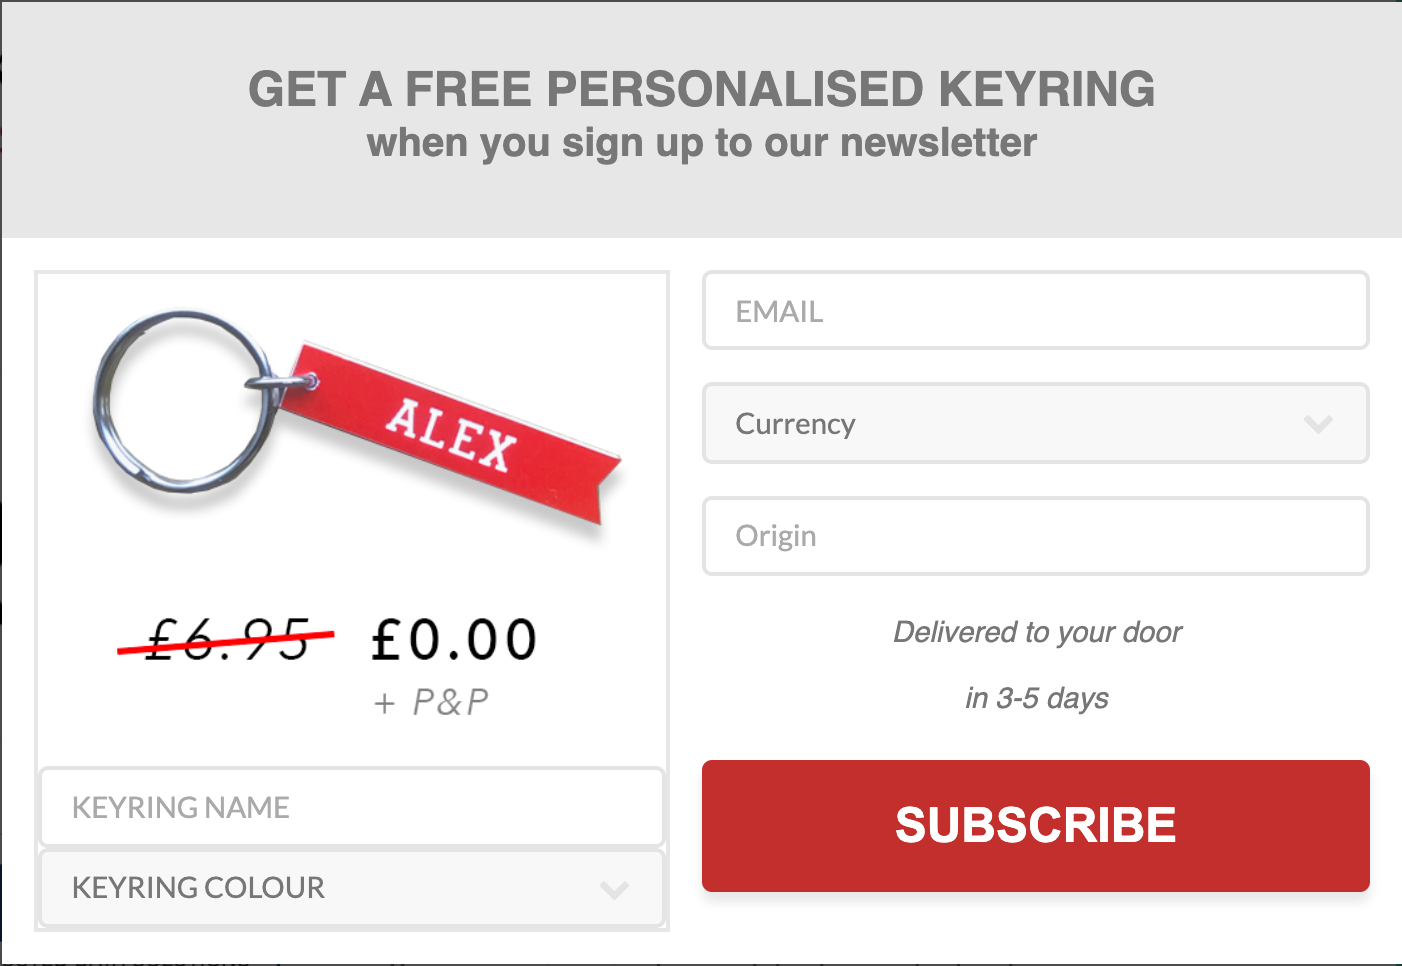 GET A FREE PERSONALISED KEYRING
when you sign up to our newsletter
ALEX
£6.95 £0.00
+ P&P
KEYRING NAME
KEYRING COLOUR
EMAIL
Currency
Origin
Delivered to your door
in 3-5 days
SUBSCRIBE